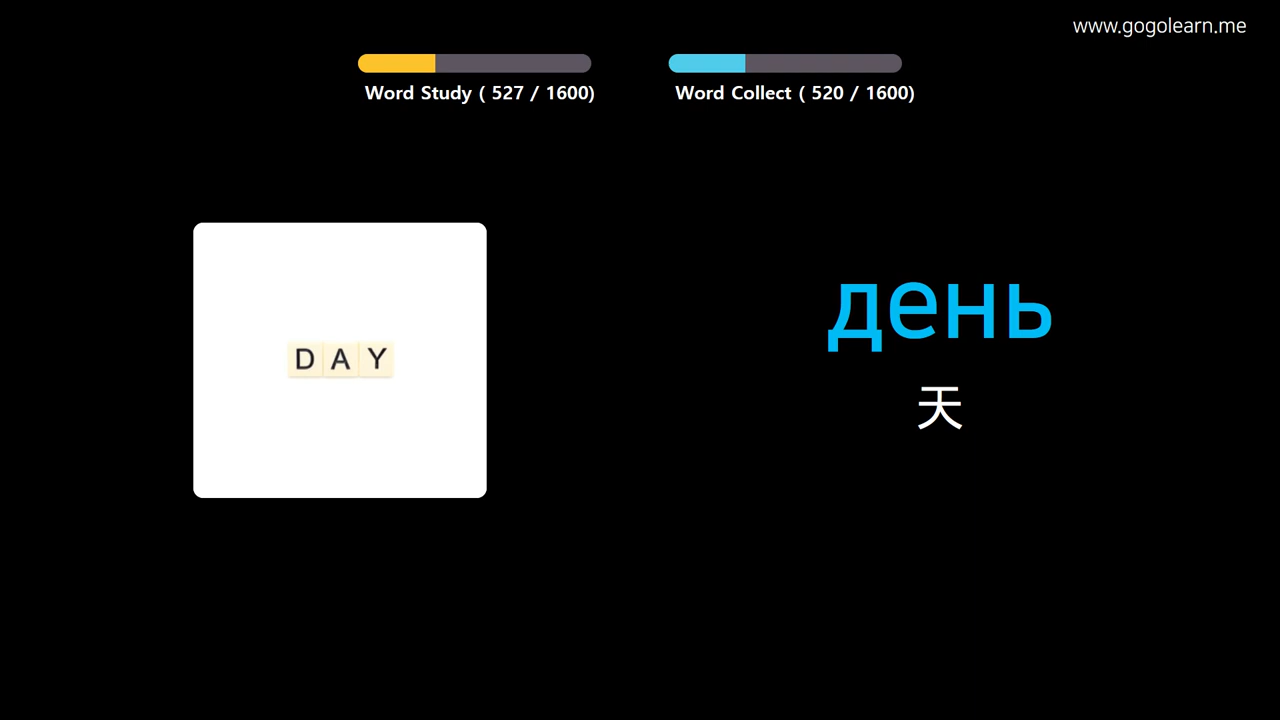 www.gogolearn.me
Word Study ( 527 / 1600)
Word Collect ( 520 / 1600)
DAY
день
天